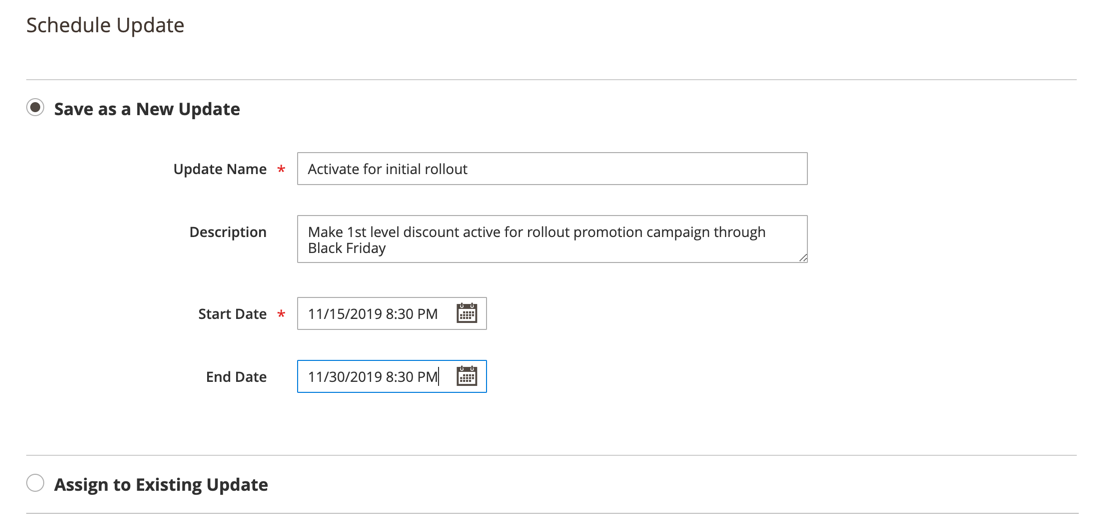 Schedule Update
Save as a New Update
Update Name * Activate for initial rollout
Description Make 1st level discount active for rollout promotion campaign through
Black Friday
Start Date * 11/15/2019 8:30 PM
End Date 11/30/2019 8:30 PM
Assign to Existing Update